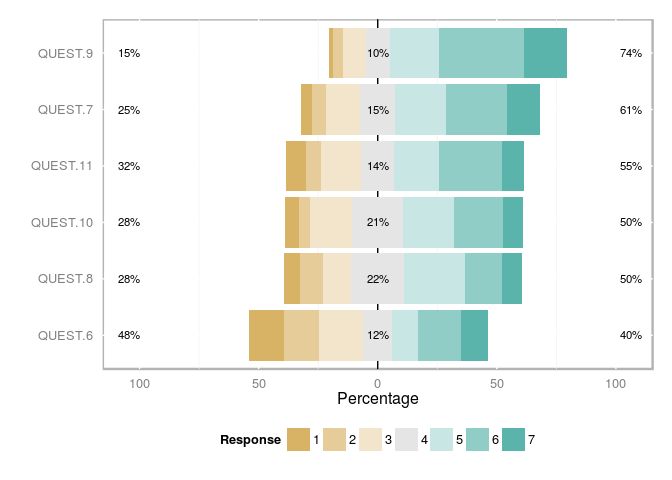 QUEST.9 15% 10% 74%
QUEST.7 25% 15% 61%
QUEST.11 32% 14% 55%
QUEST.10 28% 21% 50%
QUEST.8 28% 22% 50%
QUEST.6 48% 12% 40%
100 50 0 50 100
Percentage
Response 1 2 3 4 5 6 7